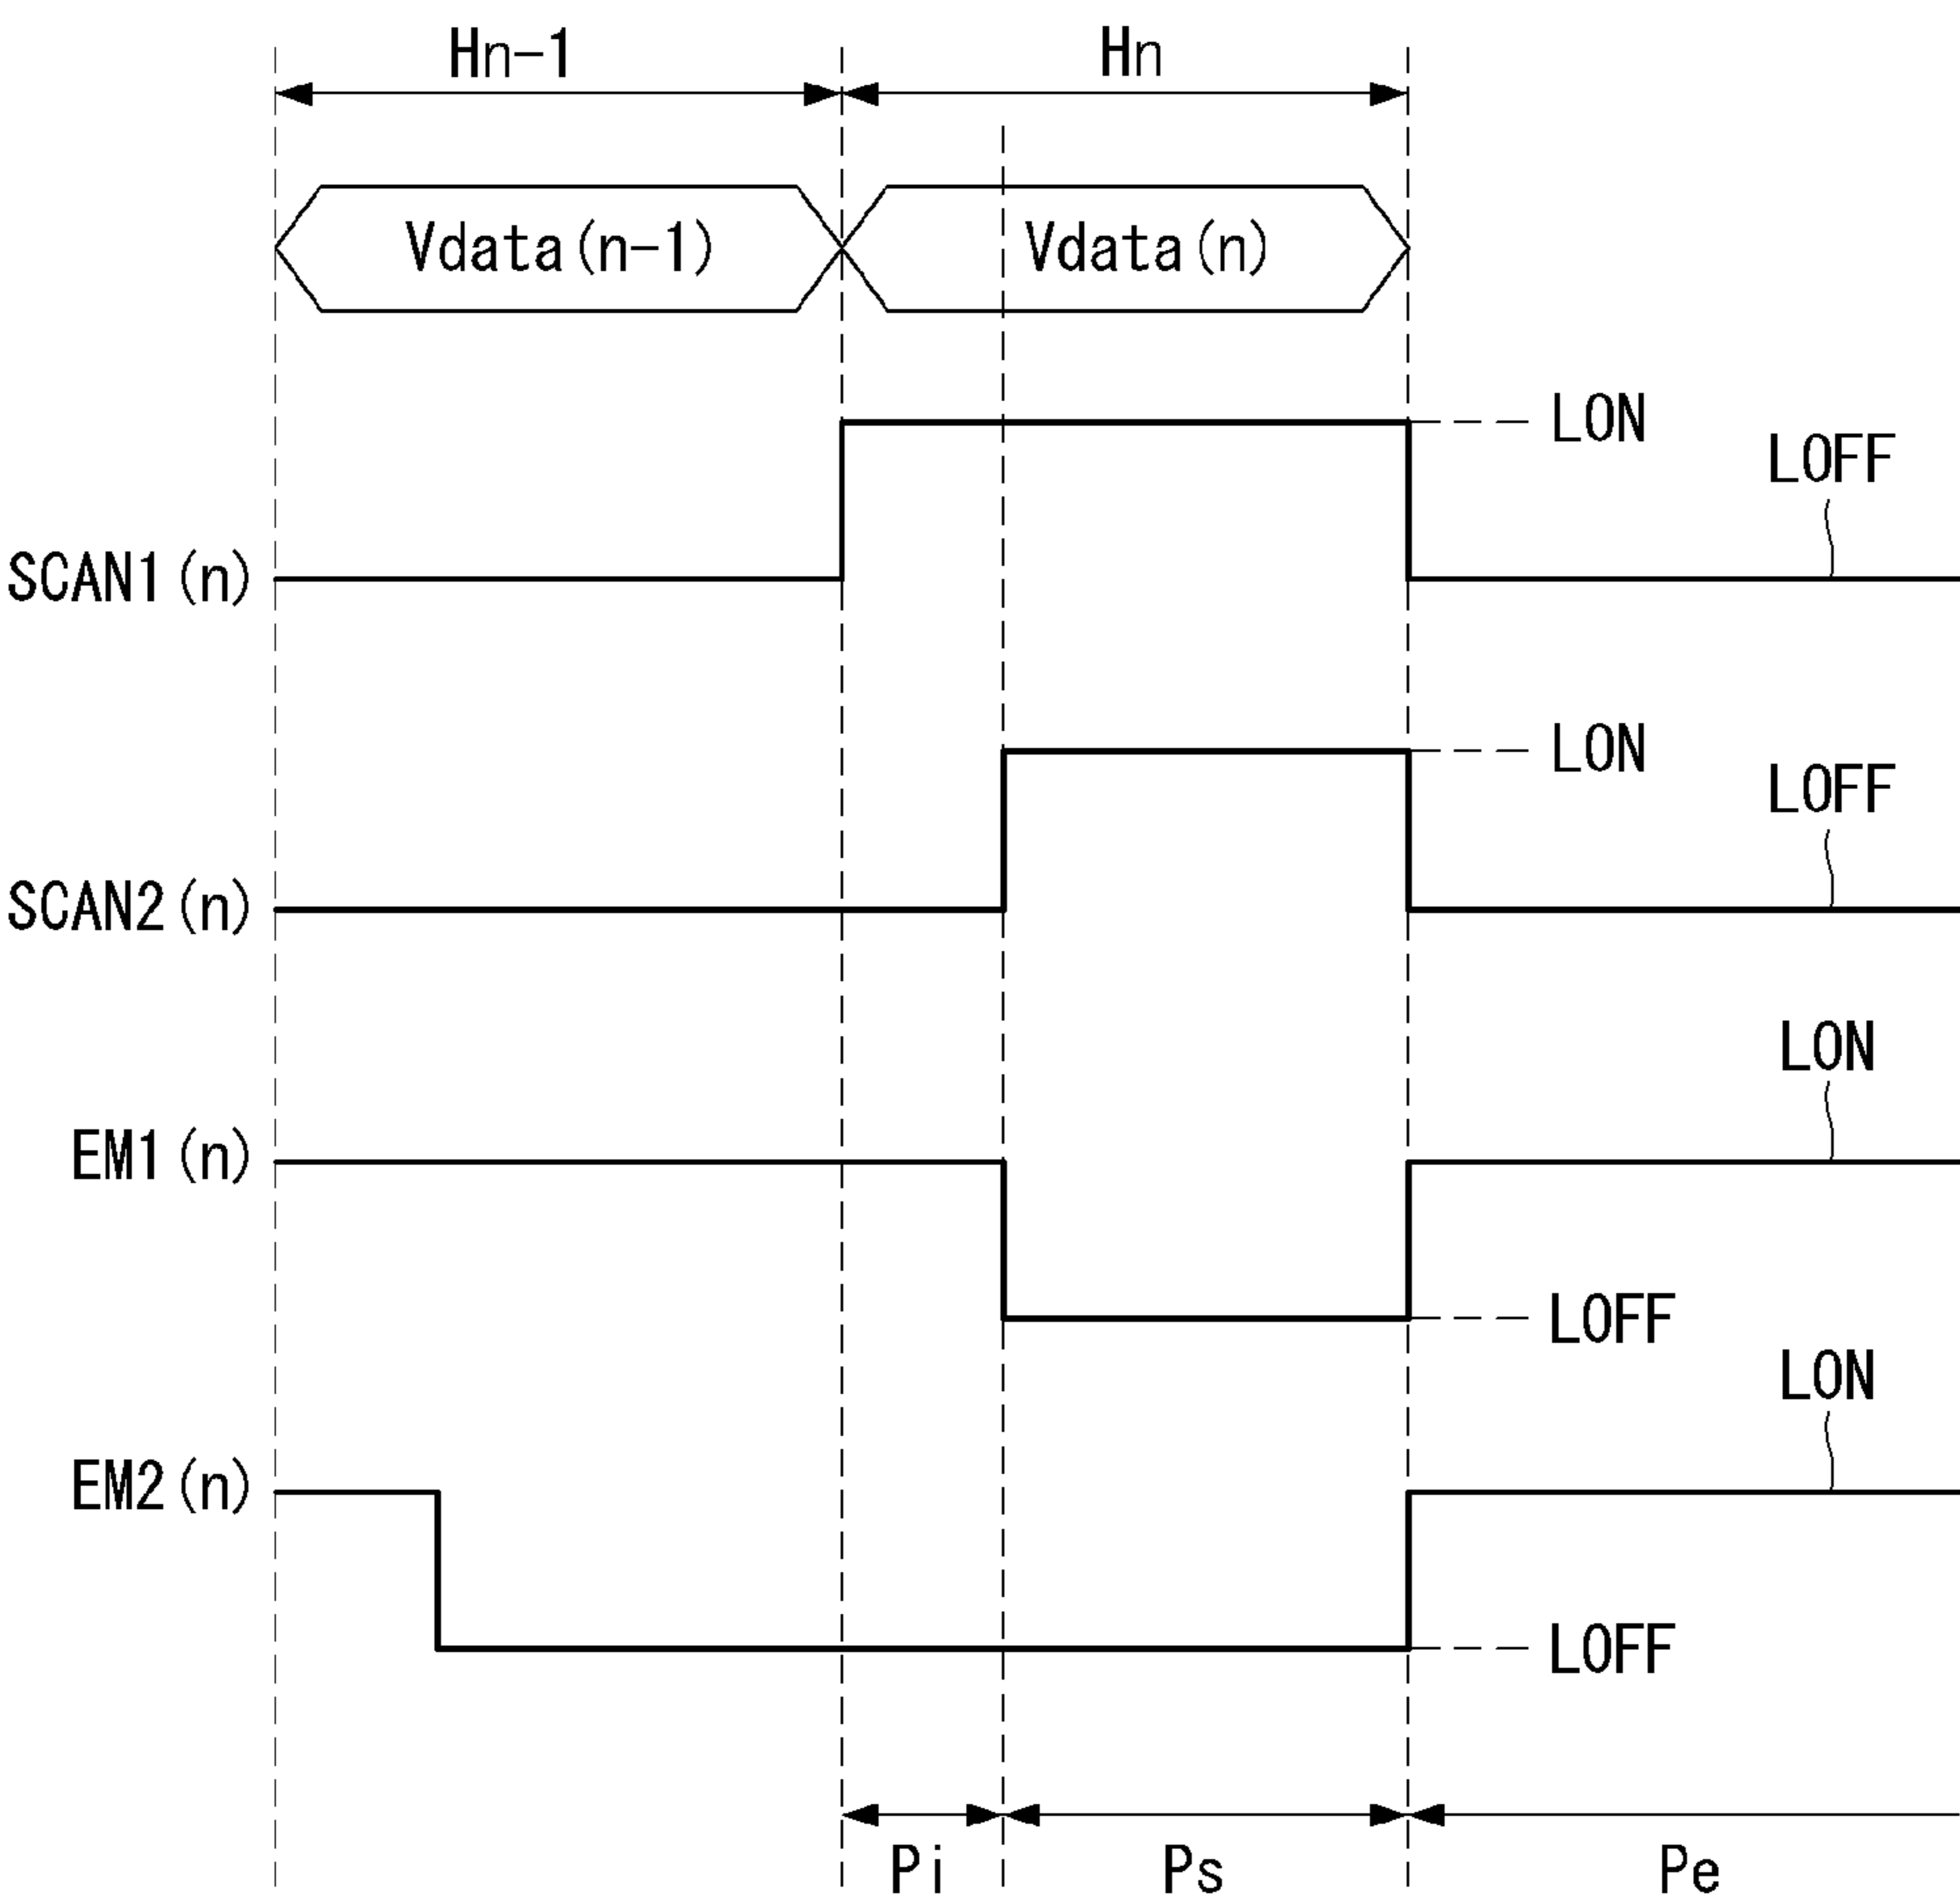 Hn-1 Hn
Vdata(n-1) Vdata(n)
LON
LOFF
SCAN1(n)
LON
LOFF
SCAN2(n)
LON
EM1(n)
LOFF
LON
EM2(n)
LOFF
Pi Ps Pe